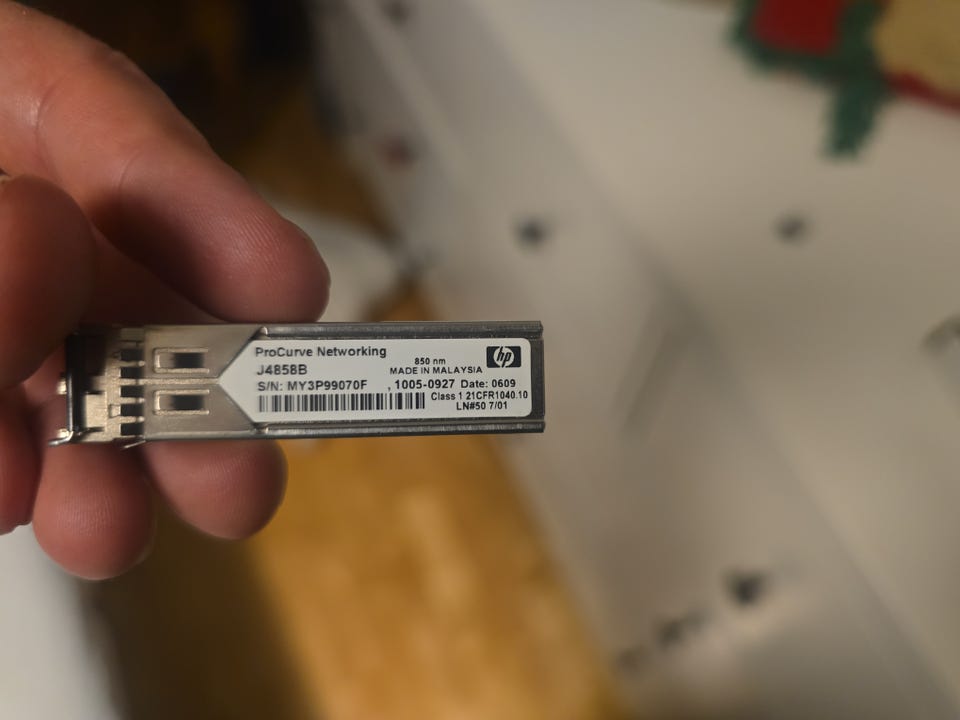 ProCurve Networking
J4858B
850 nm
MADE IN MALAYSIA
hp
S/N: MY3P99070F , 1005-0927 Date: 0609
Class 1 21CFR1040.10
LN#50 7/01